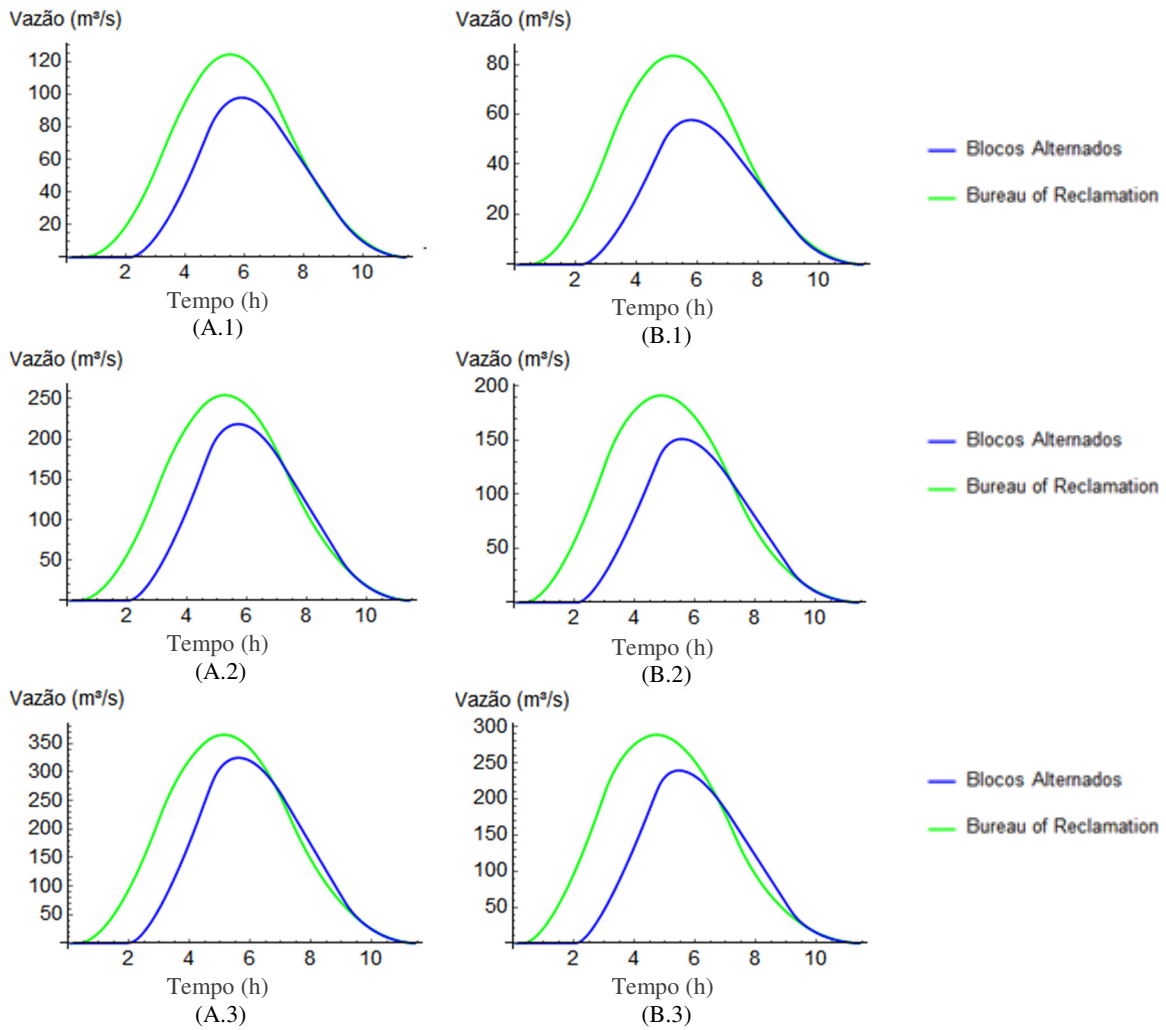 Vazão (m³/s)
120
100
80
60
40
20
2 4 6 8 10
Tempo (h)
(A.1)
Vazão (m³/s)
80
60
40
20
2 4 6 8 10
Tempo (h)
(B.1)
Blocos Alternados
Bureau of Reclamation
Vazão (m³/s)
250
200
150
100
50
2 4 6 8 10
Tempo (h)
(A.2)
Vazão (m³/s)
200
150
100
50
2 4 6 8 10
Tempo (h)
(B.2)
Blocos Alternados
Bureau of Reclamation
Vazão (m³/s)
350
300
250
200
150
100
50
2 4 6 8 10
Tempo (h)
(A.3)
Vazão (m³/s)
300
250
200
150
100
50
2 4 6 8 10
Tempo (h)
(B.3)
Blocos Alternados
Bureau of Reclamation